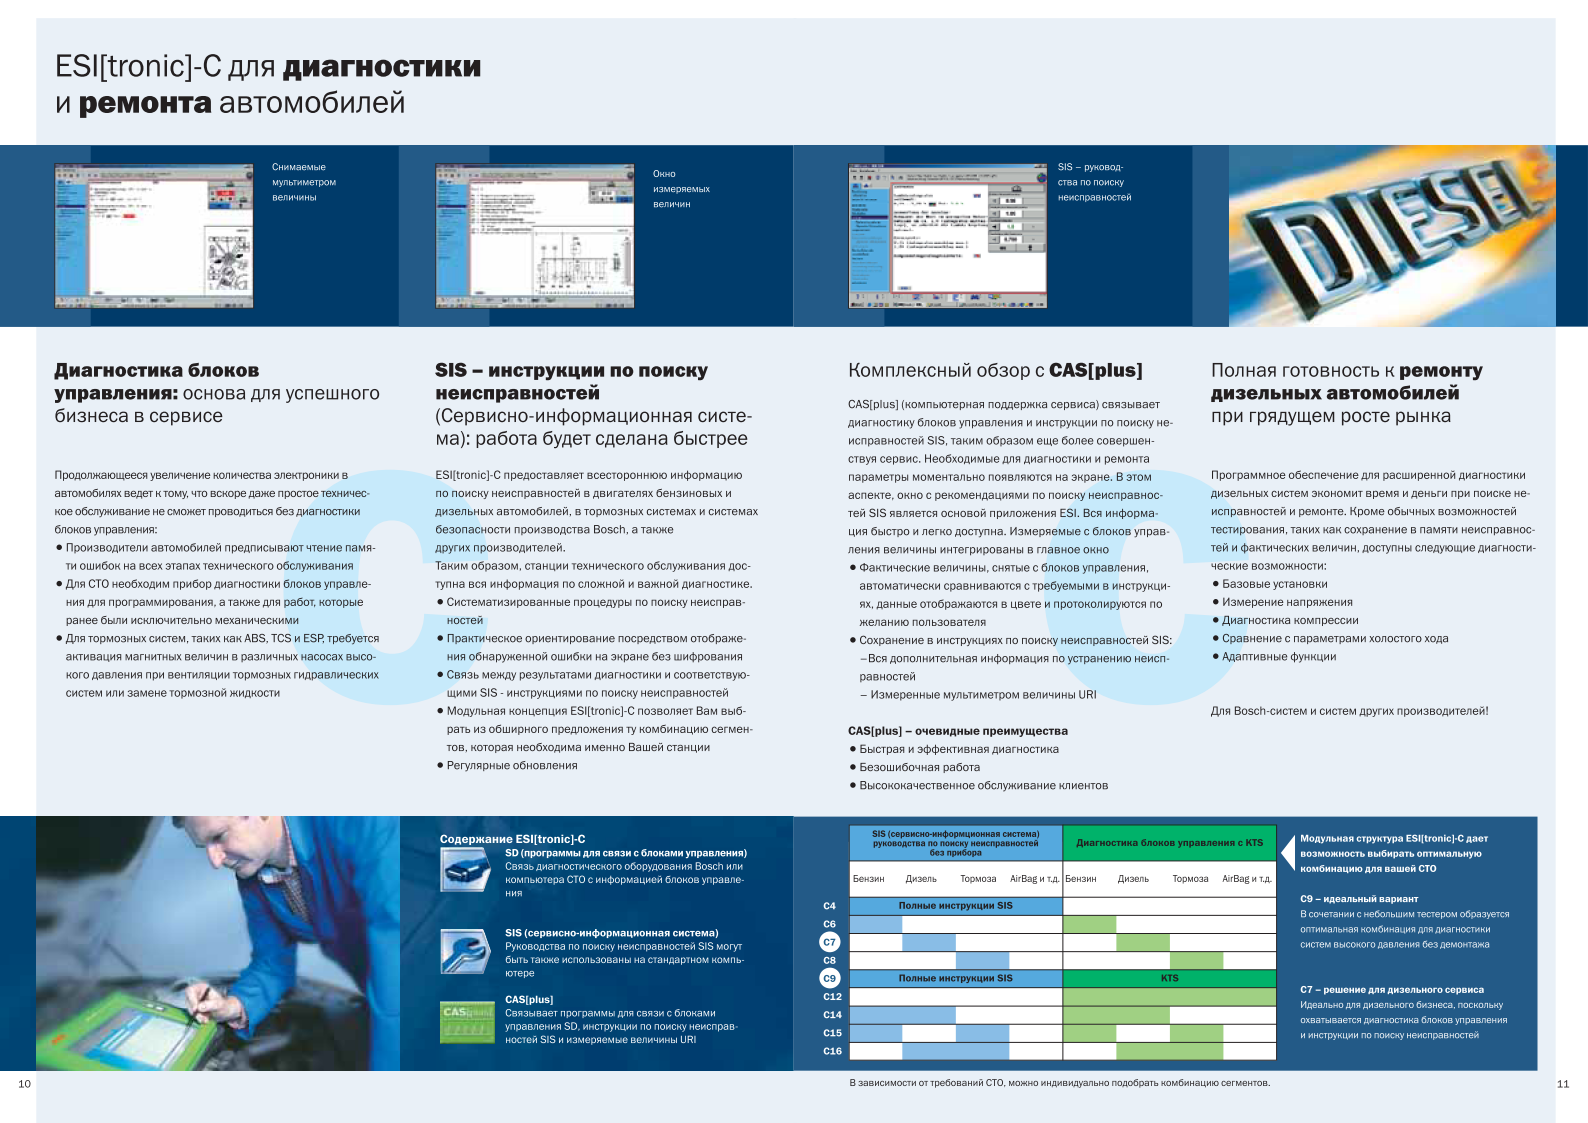 ESI[tronic]-C для диагностики
и ремонта автомобилей
Снимаемые
мультиметром
величины
Окно
измеряемых
величин
SIS – руковод-
ства по поиску
неисправностей
DIESEL
Диагностика блоков
управления: основа для успешного
бизнеса в сервисе
Продолжающееся увеличение количества электроники в
автомобилях ведет к тому, что вскоре даже простое техничес-
кое обслуживание не сможет проводиться без диагностики
блоков управления:
● Производители автомобилей предписывают чтение памя-
ти ошибок на всех этапах технического обслуживания
● Для СТО необходим прибор диагностики блоков управле-
ния для программирования, а также для работ, которые
ранее были исключительно механическими
● Для тормозных систем, таких как ABS, TCS и ESP, требуется
активация магнитных величин в различных насосах высо-
кого давления при вентиляции тормозных гидравлических
систем или замене тормозной жидкости
SIS – инструкции по поиску
неисправностей
(Сервисно-информационная систе-
ма): работа будет сделана быстрее
ESI[tronic]-C предоставляет всестороннюю информацию
по поиску неисправностей в двигателях бензиновых и
дизельных автомобилей, в тормозных системах и системах
безопасности производства Bosch, а также
других производителей.
Таким образом, станции технического обслуживания дос-
тупна вся информация по сложной и важной диагностике.
● Систематизированные процедуры по поиску неисправ-
ностей
● Практическое ориентирование посредством отображе-
ния обнаруженной ошибки на экране без шифрования
● Связь между результатами диагностики и соответствую-
щими SIS - инструкциями по поиску неисправностей
● Модульная концепция ESI[tronic]-C позволяет Вам выб-
рать из обширного предложения ту комбинацию сегмен-
тов, которая необходима именно Вашей станции
● Регулярные обновления
C
Комплексный обзор с CAS[plus]
CAS[plus] (компьютерная поддержка сервиса) связывает
диагностику блоков управления и инструкции по поиску не-
исправностей SIS, таким образом еще более совершен-
ствуя сервис. Необходимые для диагностики и ремонта
параметры моментально появляются на экране. В этом
аспекте, окно с рекомендациями по поиску неисправнос-
тей SIS является основой приложения ESI. Вся информа-
ция быстро и легко доступна. Измеряемые с блоков управ-
ления величины интегрированы в главное окно
● Фактические величины, снятые с блоков управления,
автоматически сравниваются с требуемыми в инструкци-
ях, данные отображаются в цвете и протоколируются по
желанию пользователя
● Сохранение в инструкциях по поиску неисправностей SIS:
–Вся дополнительная информация по устранению неисп-
равностей
– Измеренные мультиметром величины URI
CAS[plus] – очевидные преимущества
● Быстрая и эффективная диагностика
● Безошибочная работа
● Высококачественное обслуживание клиентов
C
Полная готовность к ремонту
дизельных автомобилей
при грядущем росте рынка
Программное обеспечение для расширенной диагностики
дизельных систем экономит время и деньги при поиске не-
исправностей и ремонте. Кроме обычных возможностей
тестирования, таких как сохранение в памяти неисправнос-
тей и фактических величин, доступны следующие диагности-
ческие возможности:
● Базовые установки
● Измерение напряжения
● Диагностика компрессии
● Сравнение с параметрами холостого хода
● Адаптивные функции
Для Bosch-систем и систем других производителей!
Содержание ESI[tronic]-C
SD (программы для связи с блоками управления)
Связь диагностического оборудования Bosch или
компьютера СТО с информацией блоков управле-
ния
SIS (сервисно-информационная система)
Руководства по поиску неисправностей SIS могут
быть также использованы на стандартном компь-
ютере
CAS[plus]
CAS[plus]
Связывает программы для связи с блоками
управления SD, инструкции по поиску неисправ-
ностей SIS и измеряемые величины URI
SIS (сервисно-информционная система)
руководства по поиску неисправностей
без прибора
Диагностика блоков управления с KTS
Бензин Дизель Тормоза AirBag и т.д. Бензин Дизель Тормоза AirBag и т.д.
C4 Полные инструкции SIS
C6
C7
C8
C9 Полные инструкции SIS KTS
C12
C14
C15
C16
Модульная структура ESI[tronic]-C дает
возможность выбирать оптимальную
комбинацию для вашей СТО
C9 – идеальный вариант
В сочетании с небольшим тестером образуется
оптимальная комбинация для диагностики
систем высокого давления без демонтажа
C7 – решение для дизельного сервиса
Идеально для дизельного бизнеса, поскольку
охватывается диагностика блоков управления
и инструкции по поиску неисправностей
10
В зависимости от требований СТО, можно индивидуально подобрать комбинацию сегментов.
11